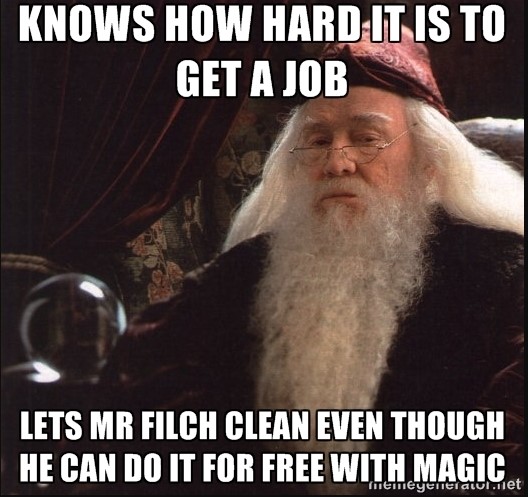 KNOWS HOW HARD IT IS TO
GET A JOB
LETS MR FILCH CLEAN EVEN THOUGH
HE CAN DO IT FOR FREE WITH MAGIC
memegenerator.net